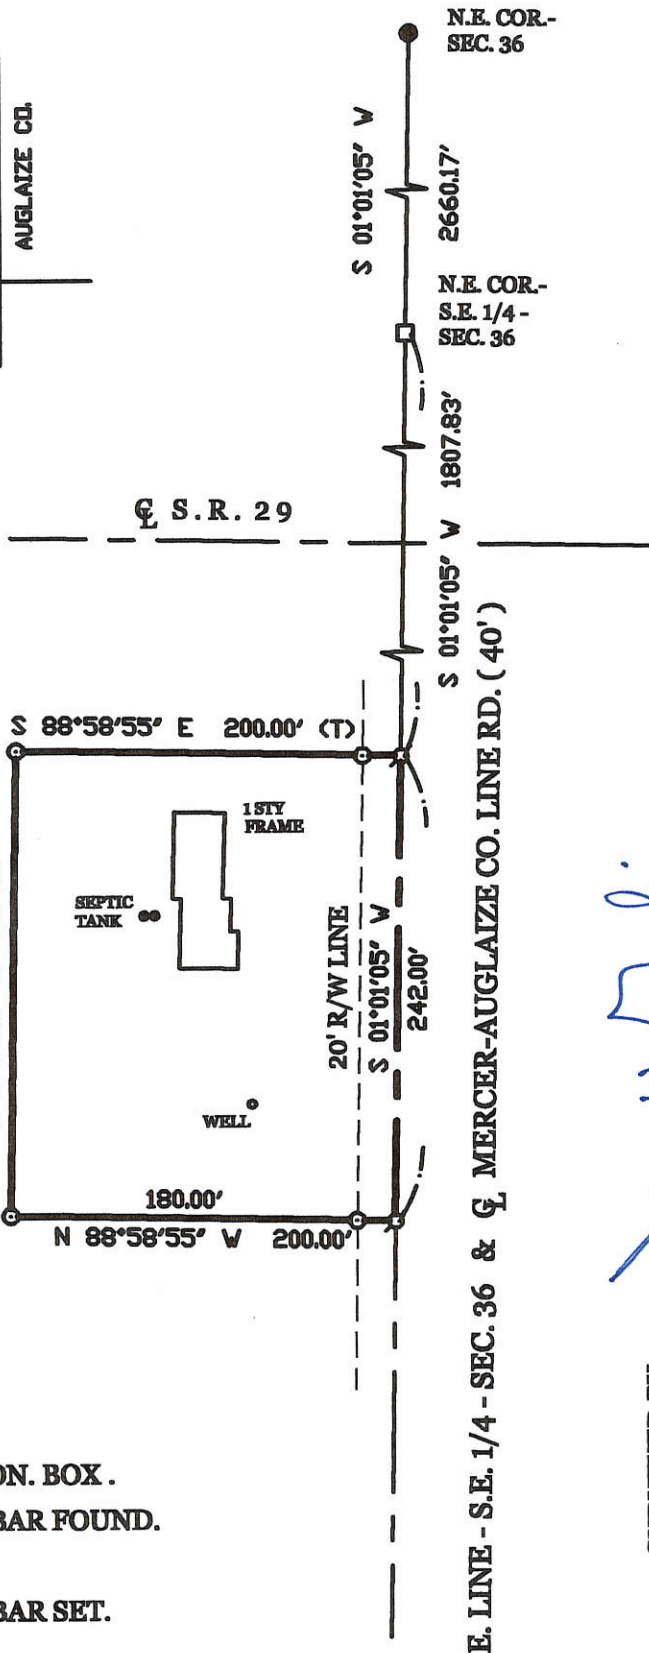 N.E. COR.-
SEC. 36
AUGLAIZE CO.
S 01°01'05" W
2660.17'
N.E. COR.-
S.E. 1/4 -
SEC. 36
S 01°01'05" W 1807.83'
℄ S.R. 29
S 88°58'55" E 200.00' (T)
1 STY
FRAME
SEPTIC
TANK
20' R/W LINE
S 01°01'05" W
242.00'
WELL
180.00'
N 88°58'55" W 200.00'
E. LINE - S.E. 1/4 - SEC. 36 & ℄ MERCER-AUGLAIZE CO. LINE RD. ( 40' )
ON. BOX .
BAR FOUND.
BAR SET.